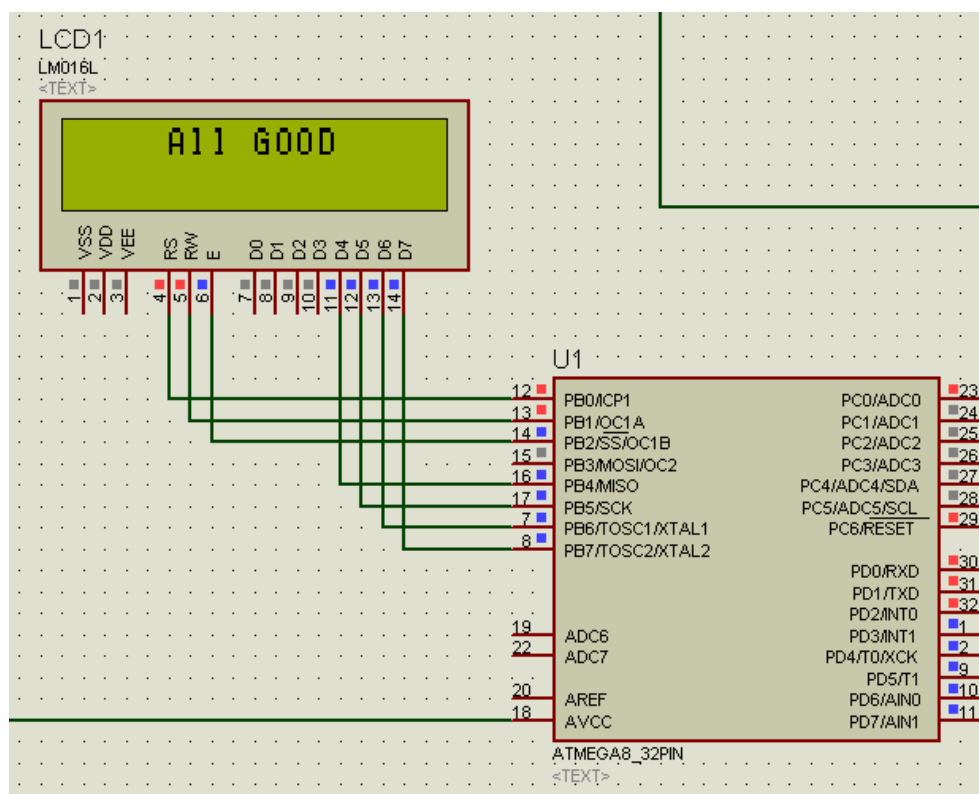 LCD1
LM016L
<TEXT>
All GOOD
VSS VDD VEE RS RW E D0 D1 D2 D3 D4 D5 D6 D7
1 2 3 4 5 6 7 8 9 10 11 12 13 14
U1
12 PB0/ICP1
13 PB1/OC1A
14 PB2/SS/OC1B
15 PB3/MOSI/OC2
16 PB4/MISO
17 PB5/SCK
7 PB6/TOSC1/XTAL1
8 PB7/TOSC2/XTAL2
19 ADC6
22 ADC7
20 AREF
18 AVCC
PC0/ADC0 23
PC1/ADC1 24
PC2/ADC2 25
PC3/ADC3 26
PC4/ADC4/SDA 27
PC5/ADC5/SCL 28
PC6/RESET 29
PD0/RXD 30
PD1/TXD 31
PD2/INT0 32
PD3/INT1 1
PD4/T0/XCK 2
PD5/T1 9
PD6/AIN0 10
PD7/AIN1 11
ATMEGA8_32PIN
<TEXT>